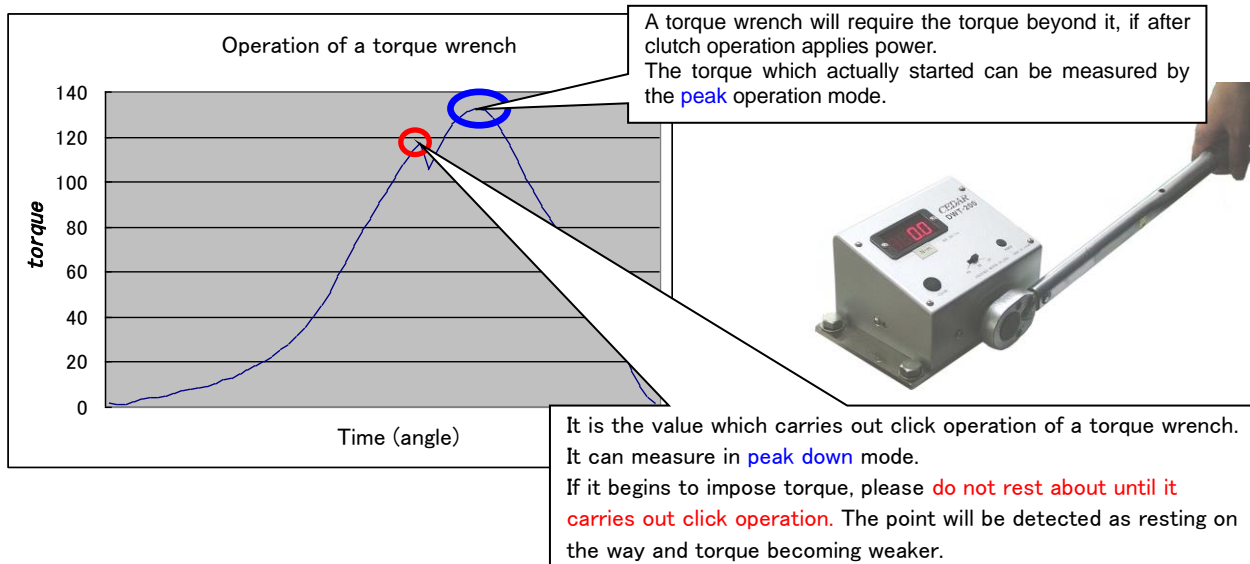 A torque wrench will require the torque beyond it, if after
clutch operation applies power.
The torque which actually started can be measured by
the peak operation mode.
Operation of a torque wrench
140
120
100
80
60
40
20
0
torque
Time (angle)
CEDAR
DWT-200
0.0
It is the value which carries out click operation of a torque wrench.
It can measure in peak down mode.
If it begins to impose torque, please do not rest about until it
carries out click operation. The point will be detected as resting on
the way and torque becoming weaker.